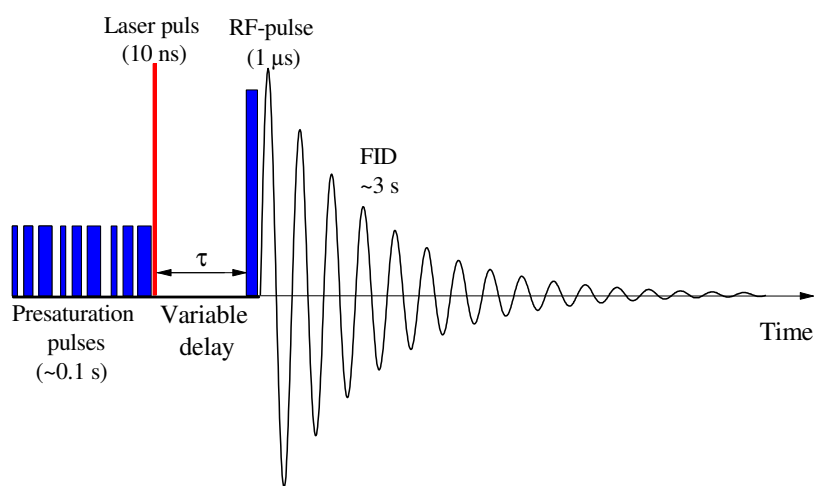 Laser puls
(10 ns)
RF-pulse
(1 µs)
FID
~3 s
τ
Presaturation
pulses
(~0.1 s)
Variable
delay
Time